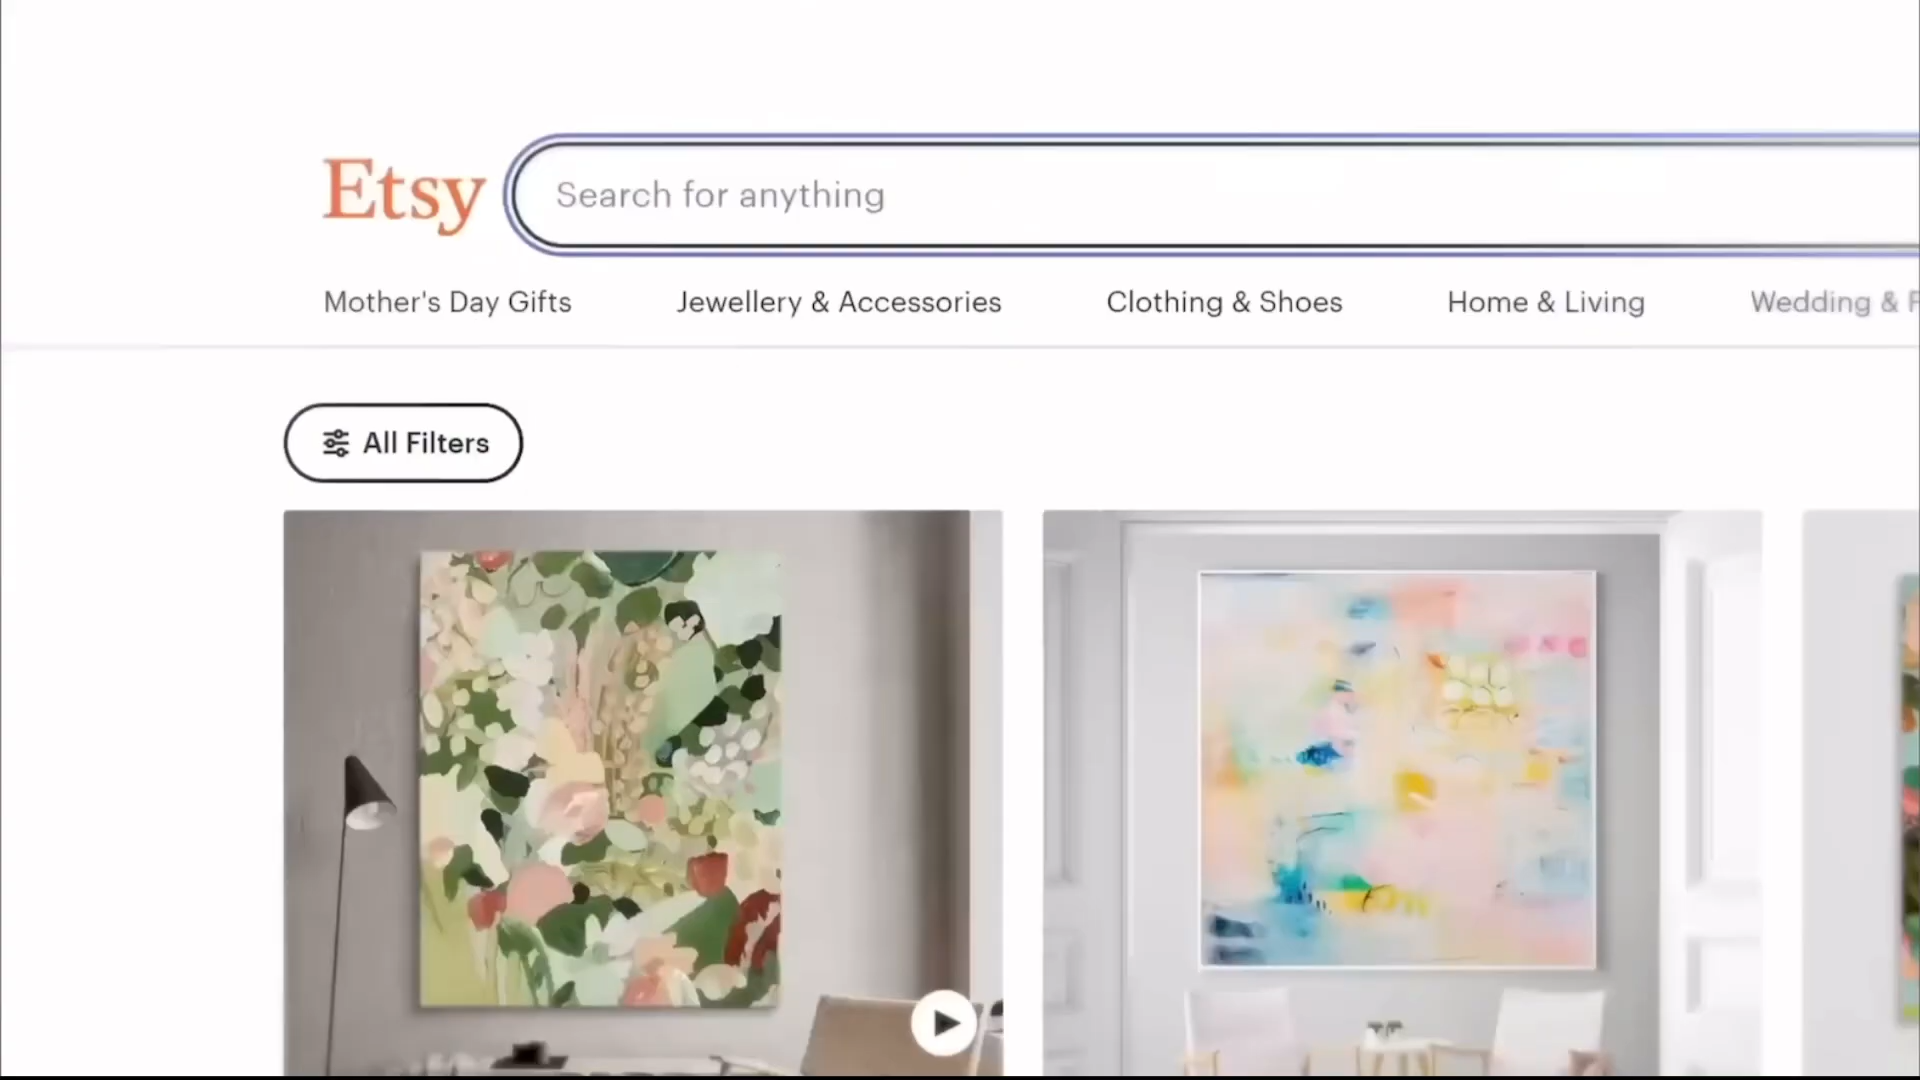 Etsy
Search for anything
Mother's Day Gifts
Jewellery & Accessories
Clothing & Shoes
Home & Living
Wedding &
All Filters